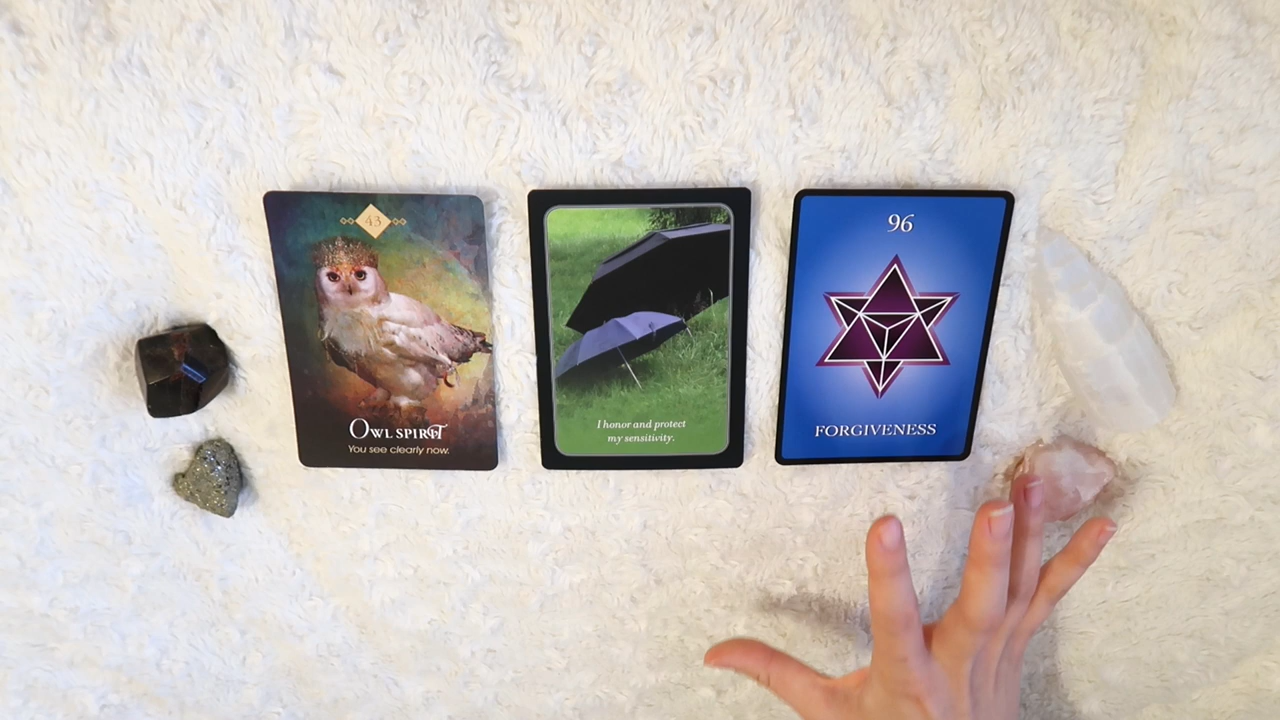 43
OWL SPIRIT
You see clearly now.
I honor and protect
my sensitivity.
96
FORGIVENESS